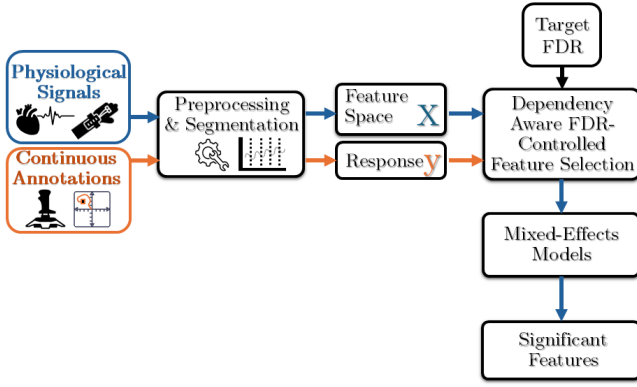 Target
FDR
Physiological
Signals
Continuous
Annotations
Preprocessing
& Segmentation
Feature
Space X
Response y
Dependency
Aware FDR-
Controlled
Feature Selection
Mixed-Effects
Models
Significant
Features